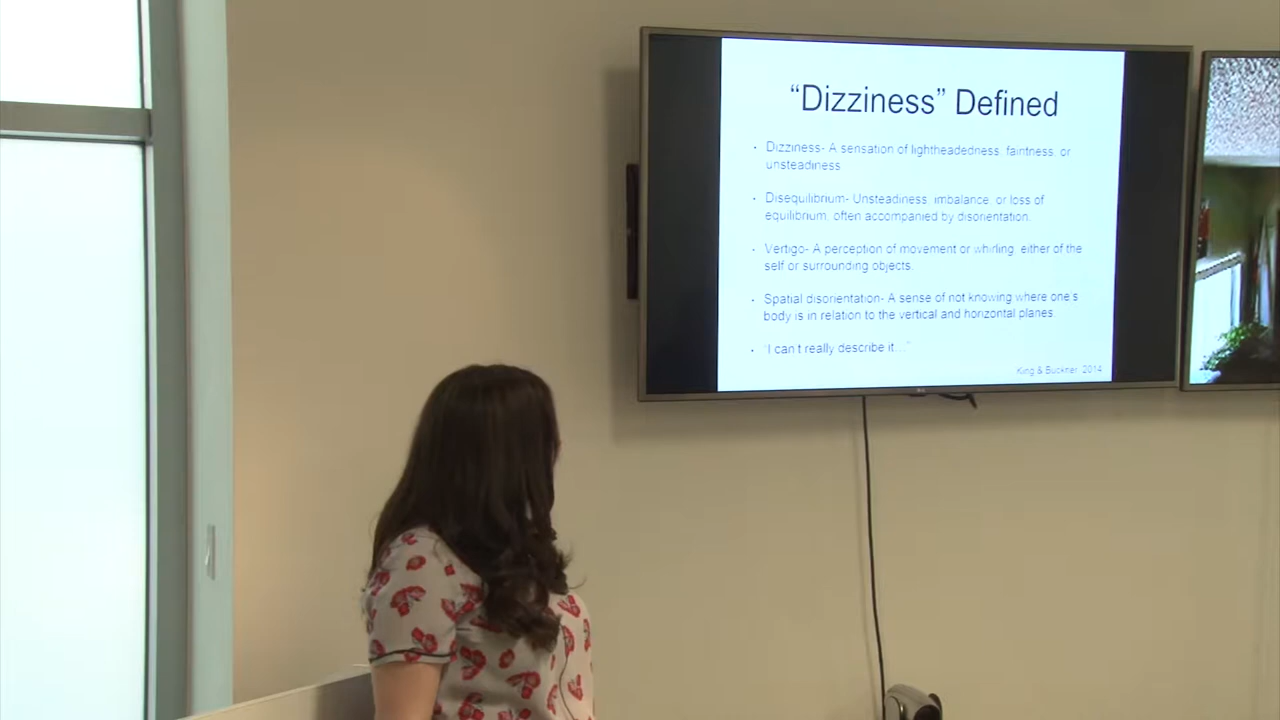 “Dizziness” Defined
· Dizziness- A sensation of lightheadedness, faintness, or
unsteadiness.
· Disequilibrium- Unsteadiness, imbalance, or loss of
equilibrium, often accompanied by disorientation.
· Vertigo- A perception of movement or whirling, either of the
self or surrounding objects.
· Spatial disorientation- A sense of not knowing where one's
body is in relation to the vertical and horizontal planes.
· “I can't really describe it…”
King & Buckner, 2014